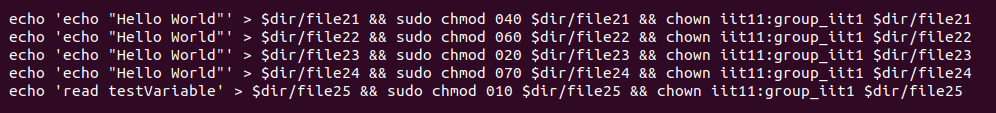 echo 'echo "Hello World"' > $dir/file21 && sudo chmod 040 $dir/file21 && chown iit11:group_iit1 $dir/file21
echo 'echo "Hello World"' > $dir/file22 && sudo chmod 060 $dir/file22 && chown iit11:group_iit1 $dir/file22
echo 'echo "Hello World"' > $dir/file23 && sudo chmod 020 $dir/file23 && chown iit11:group_iit1 $dir/file23
echo 'echo "Hello World"' > $dir/file24 && sudo chmod 070 $dir/file24 && chown iit11:group_iit1 $dir/file24
echo 'read testVariable' > $dir/file25 && sudo chmod 010 $dir/file25 && chown iit11:group_iit1 $dir/file25